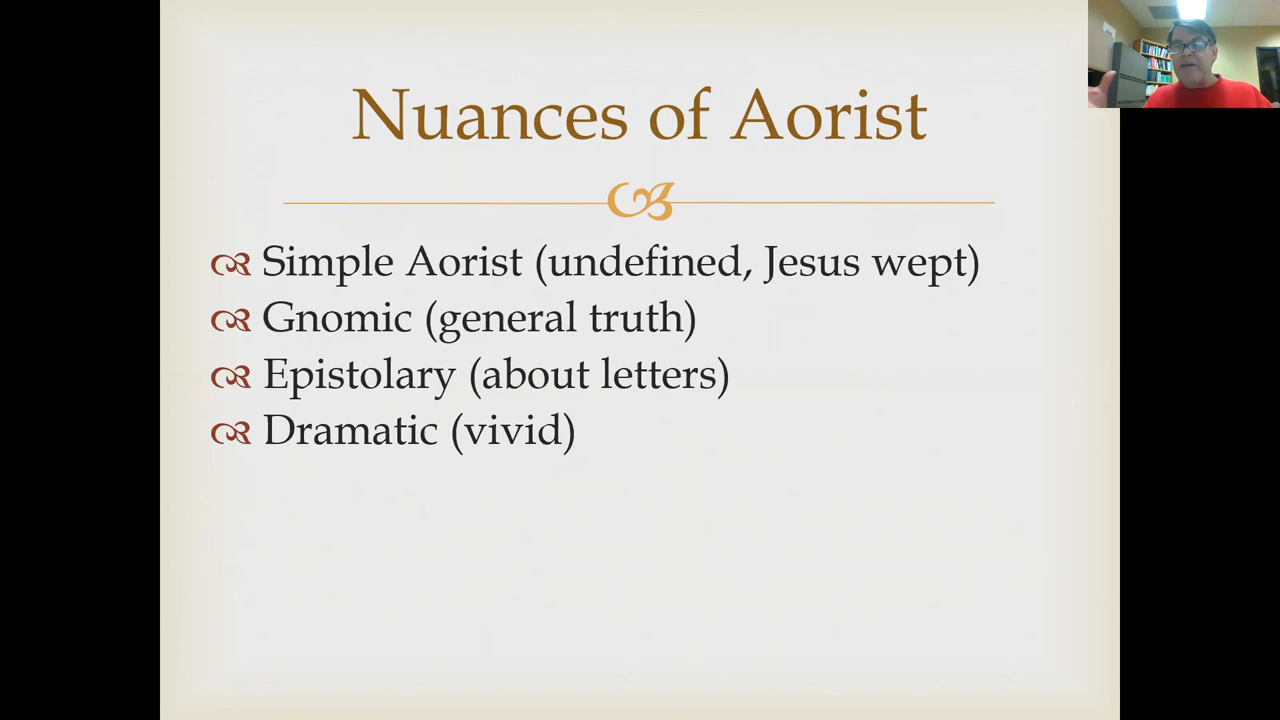 Nuances of Aorist
Simple Aorist (undefined, Jesus wept)
Gnomic (general truth)
Epistolary (about letters)
Dramatic (vivid)